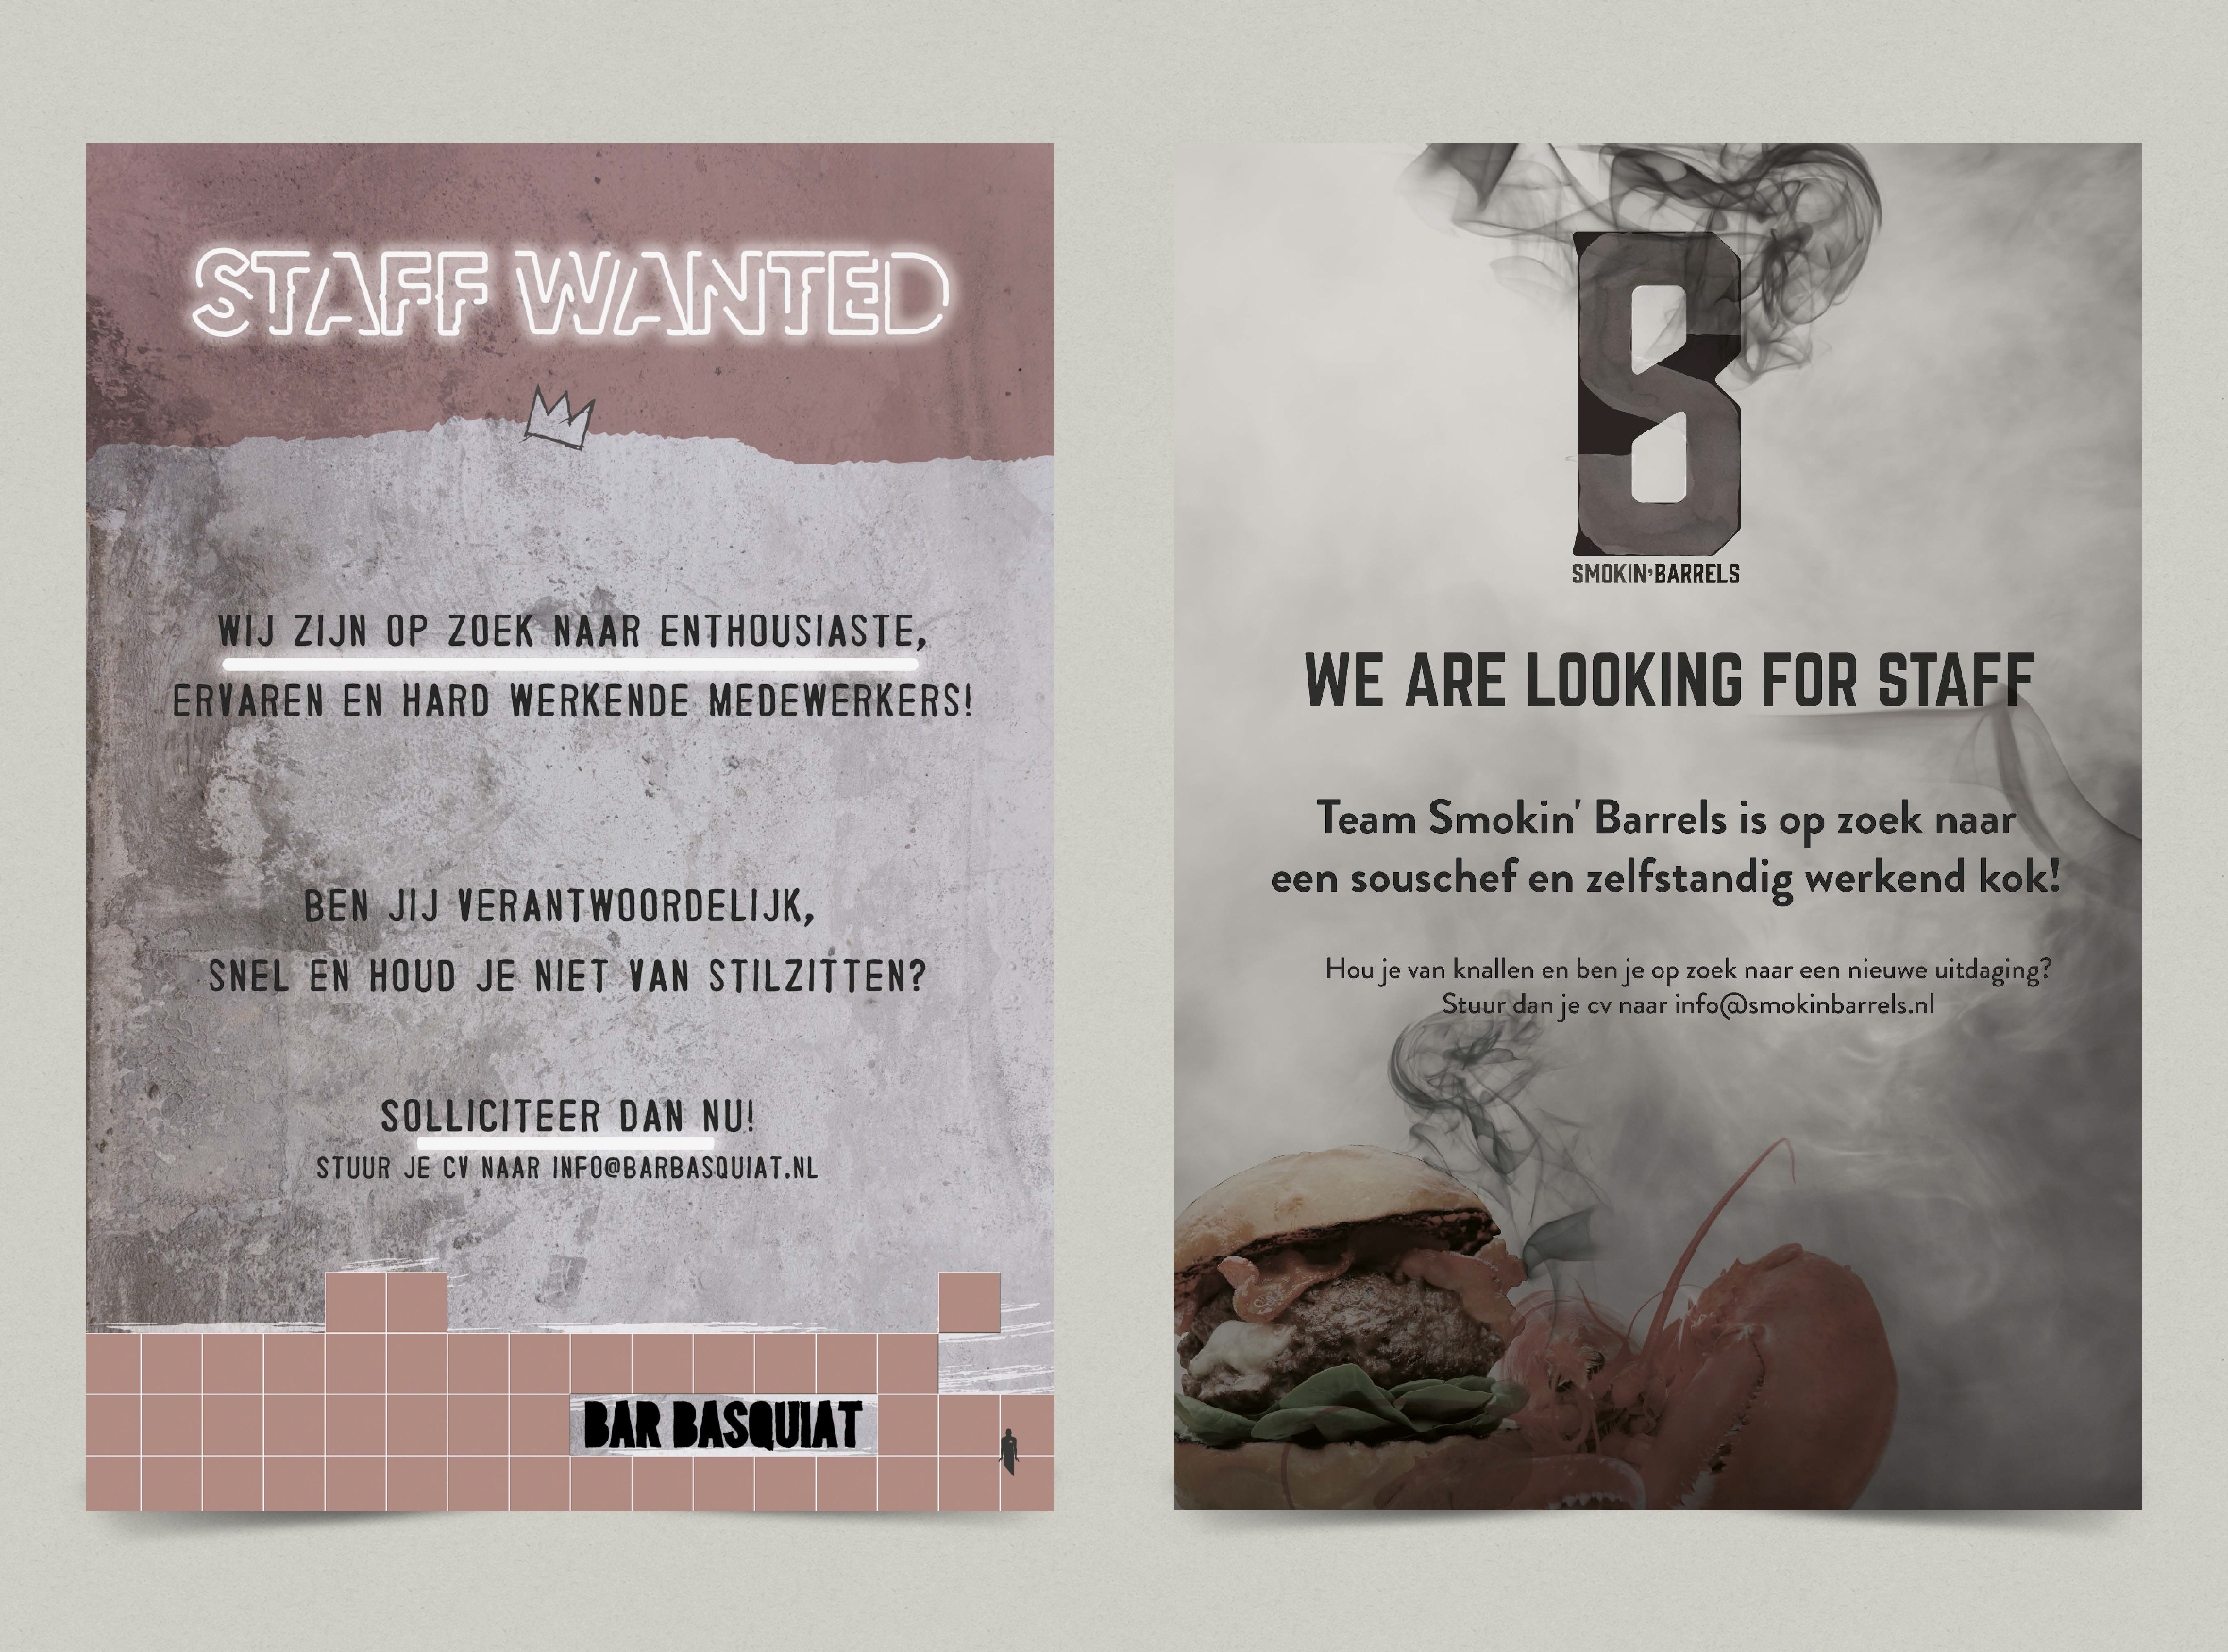 STAFF WANTED
WIJ ZIJN OP ZOEK NAAR ENTHOUSIASTE,
ERVAREN EN HARD WERKENDE MEDEWERKERS!
BEN JIJ VERANTWOORDELIJK,
SNEL EN HOUD JE NIET VAN STILZITTEN?
SOLLICITEER DAN NU!
STUUR JE CV NAAR INFO@BARBASQUIAT.NL
BAR BASQUIAT
SMOKIN'BARRELS
WE ARE LOOKING FOR STAFF
Team Smokin' Barrels is op zoek naar
een souschef en zelfstandig werkend kok!
Hou je van knallen en ben je op zoek naar een nieuwe uitdaging?
Stuur dan je cv naar info@smokinbarrels.nl